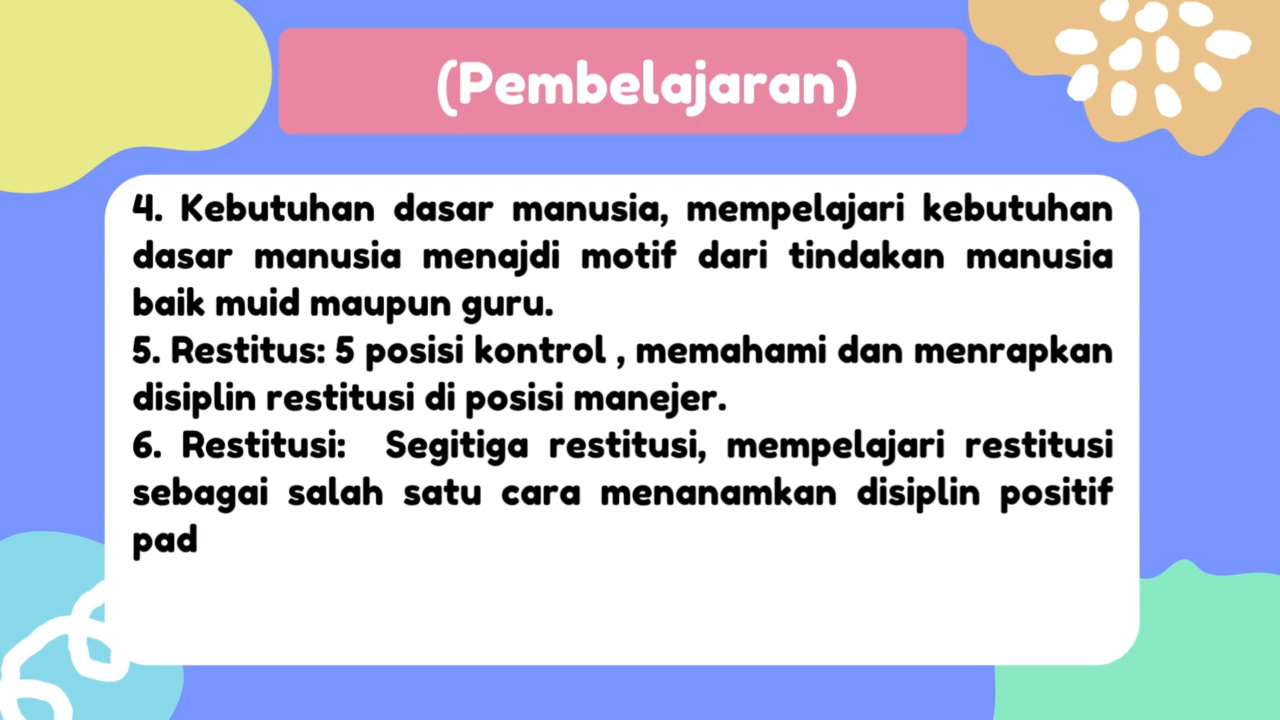 (Pembelajaran)
4. Kebutuhan dasar manusia, mempelajari kebutuhan
dasar manusia menajdi motif dari tindakan manusia
baik muid maupun guru.
5. Restitus: 5 posisi kontrol , memahami dan menrapkan
disiplin restitusi di posisi manejer.
6. Restitusi:  Segitiga restitusi, mempelajari restitusi
sebagai salah satu cara menanamkan disiplin positif
pad